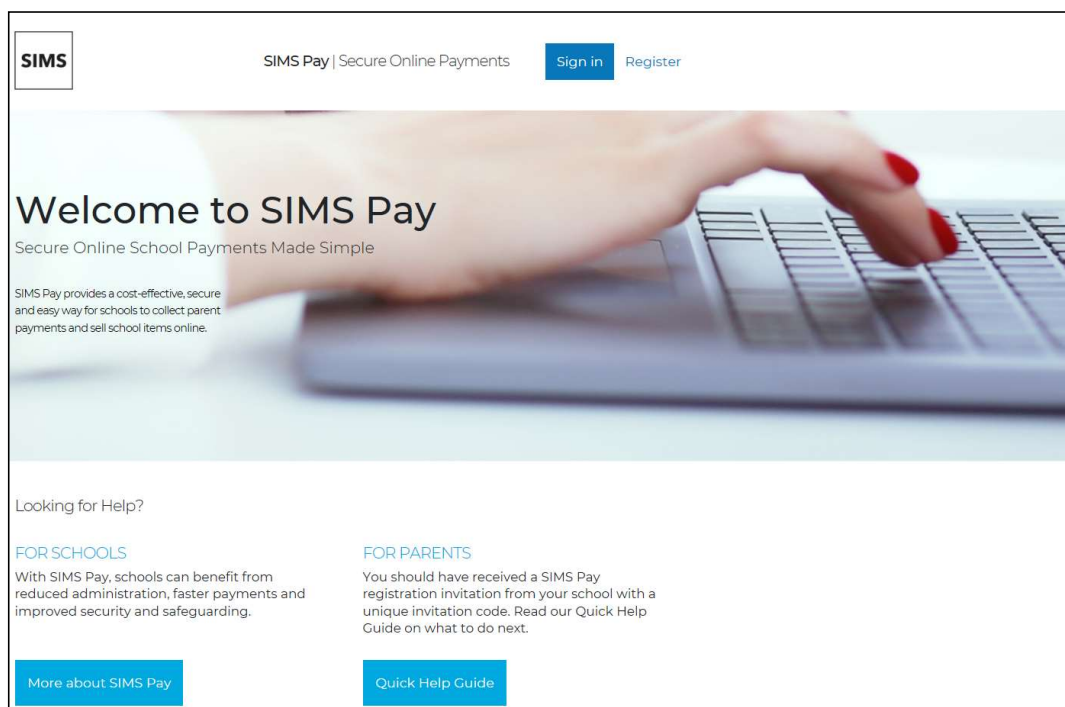 SIMS
SIMS Pay | Secure Online Payments
Sign in
Register
Welcome to SIMS Pay
Secure Online School Payments Made Simple
SIMS Pay provides a cost-effective, secure
and easy way for schools to collect parent
payments and sell school items online.
Looking for Help?
FOR SCHOOLS
With SIMS Pay, schools can benefit from
reduced administration, faster payments and
improved security and safeguarding.
More about SIMS Pay
FOR PARENTS
You should have received a SIMS Pay
registration invitation from your school with a
unique invitation code. Read our Quick Help
Guide on what to do next.
Quick Help Guide